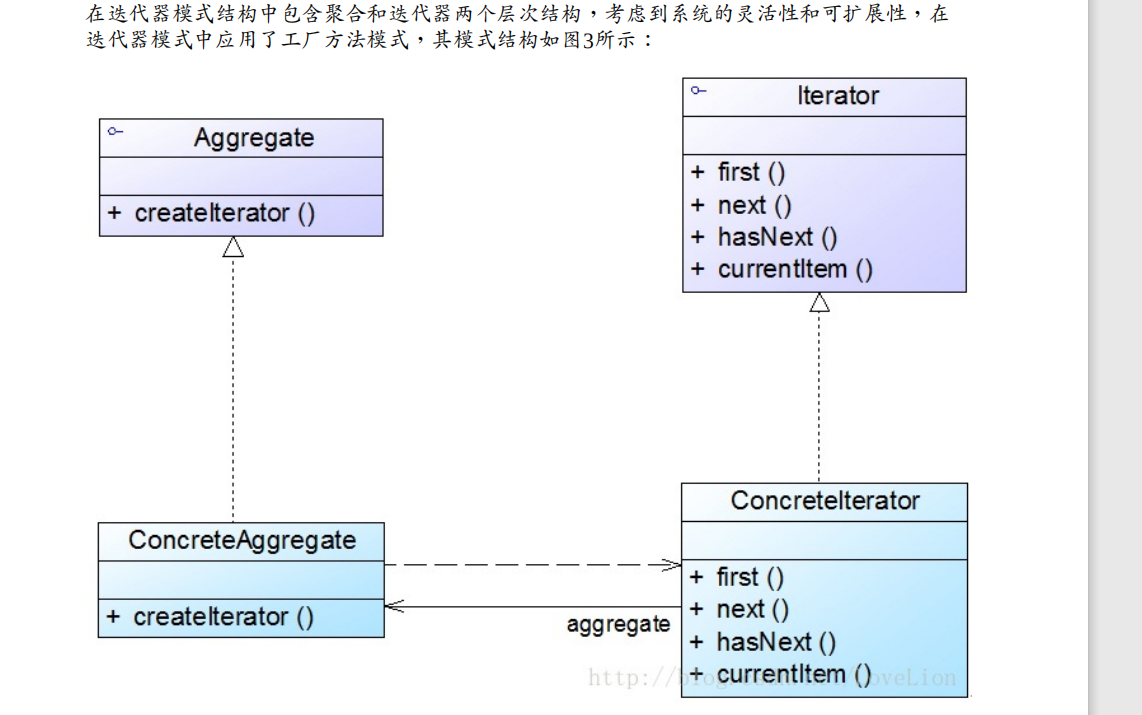 在迭代器模式结构中包含聚合和迭代器两个层次结构，考虑到系统的灵活性和可扩展性，在
迭代器模式中应用了工厂方法模式，其模式结构如图3所示：
Aggregate
+ createIterator ()
Iterator
+ first ()
+ next ()
+ hasNext ()
+ currentItem ()
ConcreteAggregate
+ createIterator ()
aggregate
ConcreteIterator
+ first ()
+ next ()
+ hasNext ()
+ currentItem ()
http://blog. LoveLion